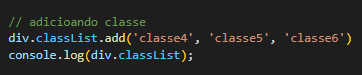 // adicioando classe
div.classList.add('classe4', 'classe5', 'classe6')
console.log(div.classList);